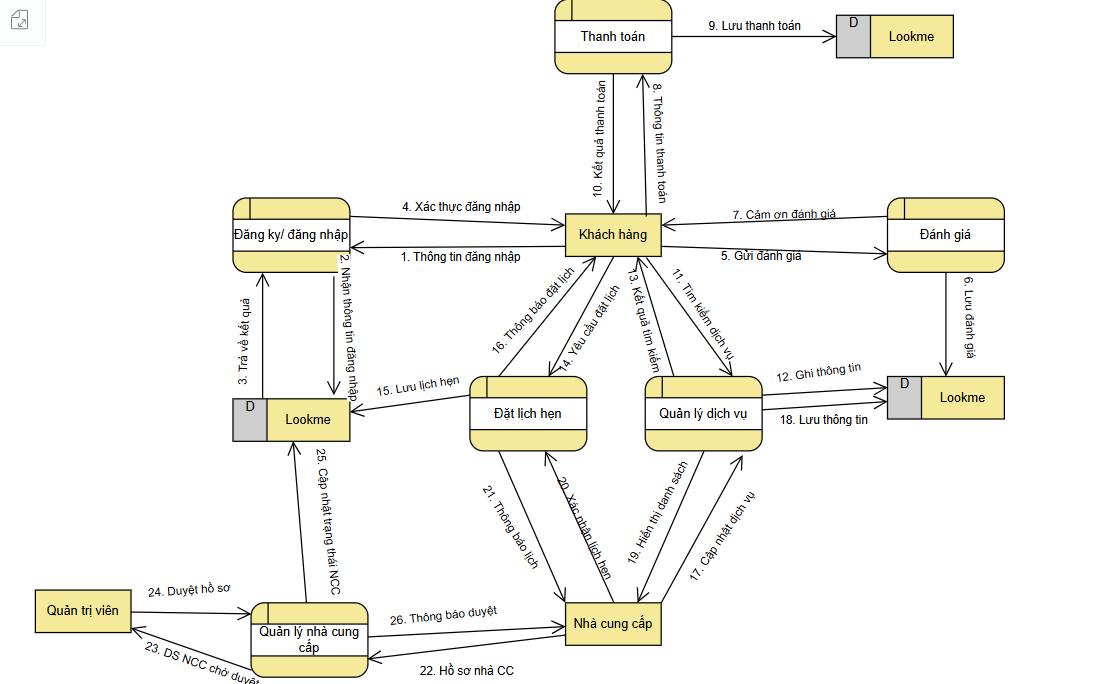 Thanh toán
9. Lưu thanh toán
D
Lookme
10. Kết quả thanh toán
8. Thông tin thanh toán
Đăng ky/ đăng nhập
4. Xác thực đăng nhập
1. Thông tin đăng nhập
Khách hàng
7. Cảm ơn đánh giá
5. Gửi đánh giá
Đánh giá
3. Trả về kết quả
2. Nhận thông tin đăng nhập
16. Thông báo đặt lịch
14. Yêu cầu đặt lịch
13. Kết quả tìm kiếm
11. Tìm kiếm dịch vụ
6. Lưu đánh giá
D
Lookme
15. Lưu lịch hẹn
Đặt lịch hẹn
Quản lý dịch vụ
12. Ghi thông tin
18. Lưu thông tin
D
Lookme
25. Cập nhật trạng thái NCC
21. Thông báo lịch
20. Xác nhận lịch hẹn
19. Hiển thị danh sách
17. Cập nhật dịch vụ
Quản trị viên
24. Duyệt hồ sơ
23. DS NCC chờ duyệt
Quản lý nhà cung
cấp
26. Thông báo duyệt
22. Hồ sơ nhà CC
Nhà cung cấp